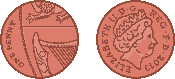 ONE PENNY
ELIZABETH·II·D·G REG·F·D·2013